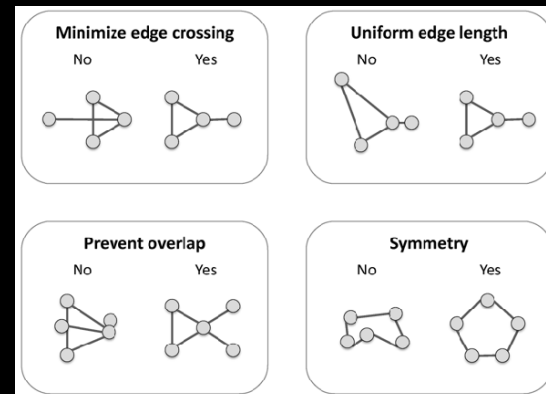 Minimize edge crossing
No Yes
Uniform edge length
No Yes
Prevent overlap
No Yes
Symmetry
No Yes